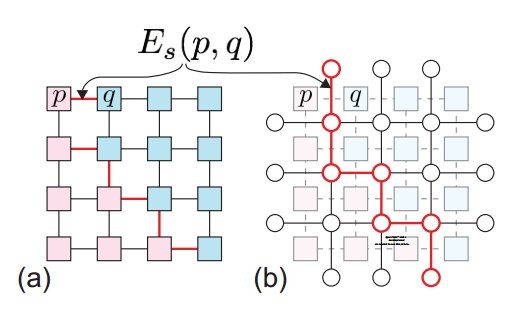 E_s(p, q)
p q p q
(a) (b)